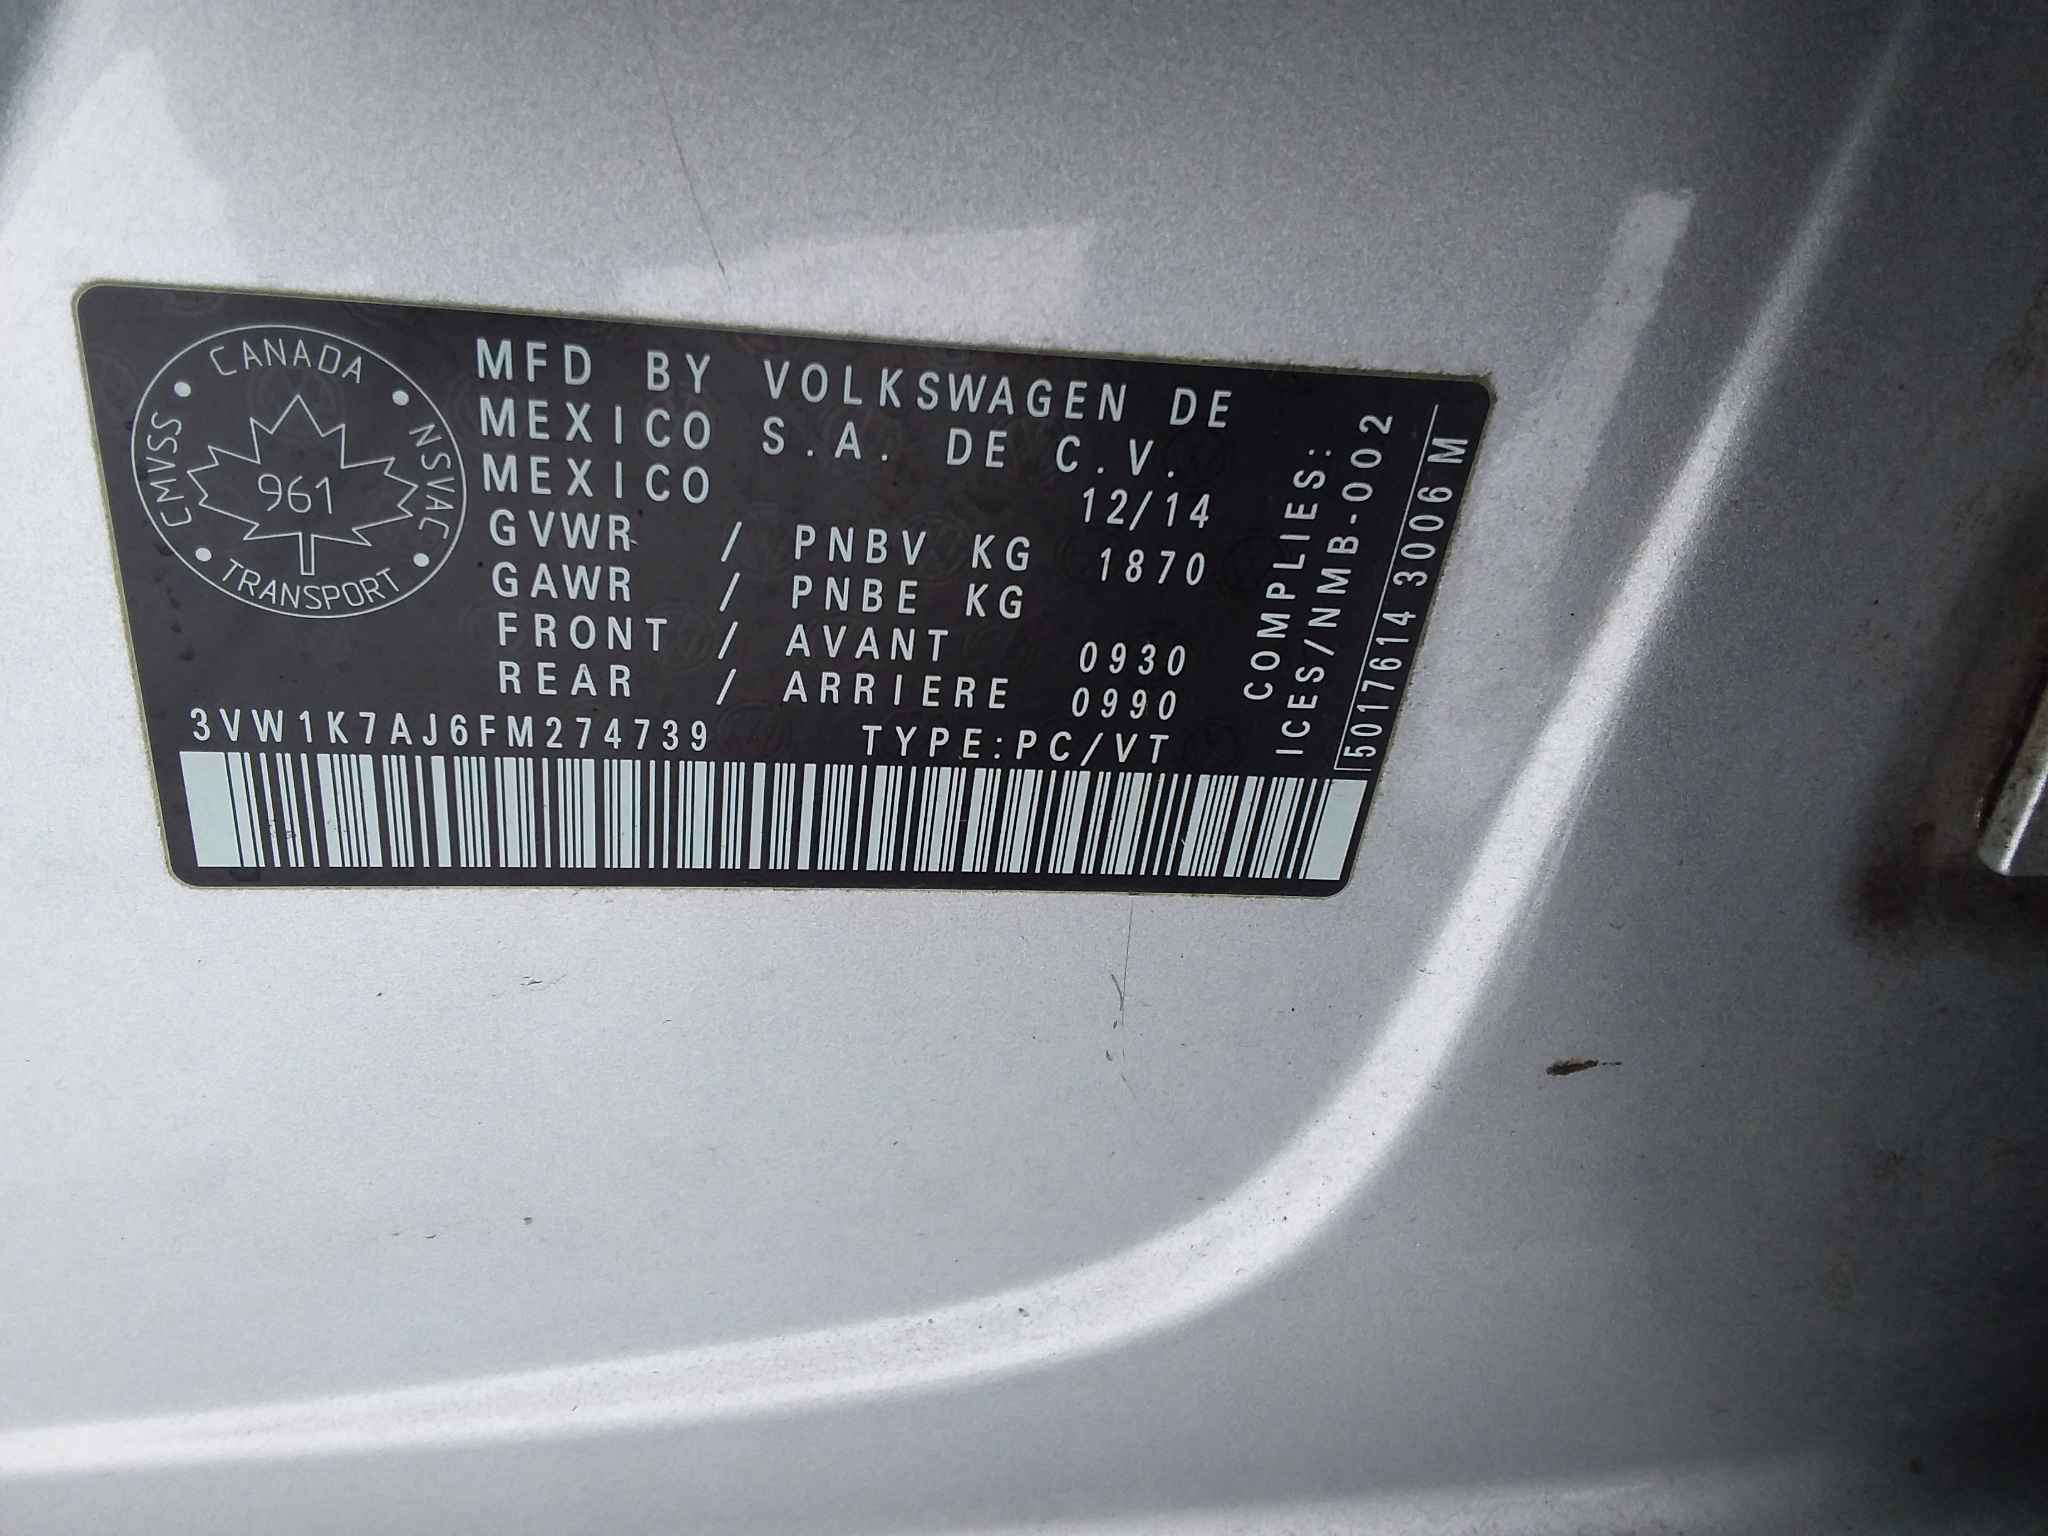 CANADA
CMVSS
NSVAC
961
TRANSPORT
MFD BY VOLKSWAGEN DE
MEXICO S.A. DE C.V.
MEXICO 12/14
GVWR / PNBV KG 1870
GAWR / PNBE KG
FRONT / AVANT 0930
REAR / ARRIERE 0990
3VW1K7AJ6FM274739 TYPE:PC/VT
COMPLIES:
ICES/NMB-002
5017614 3006 M